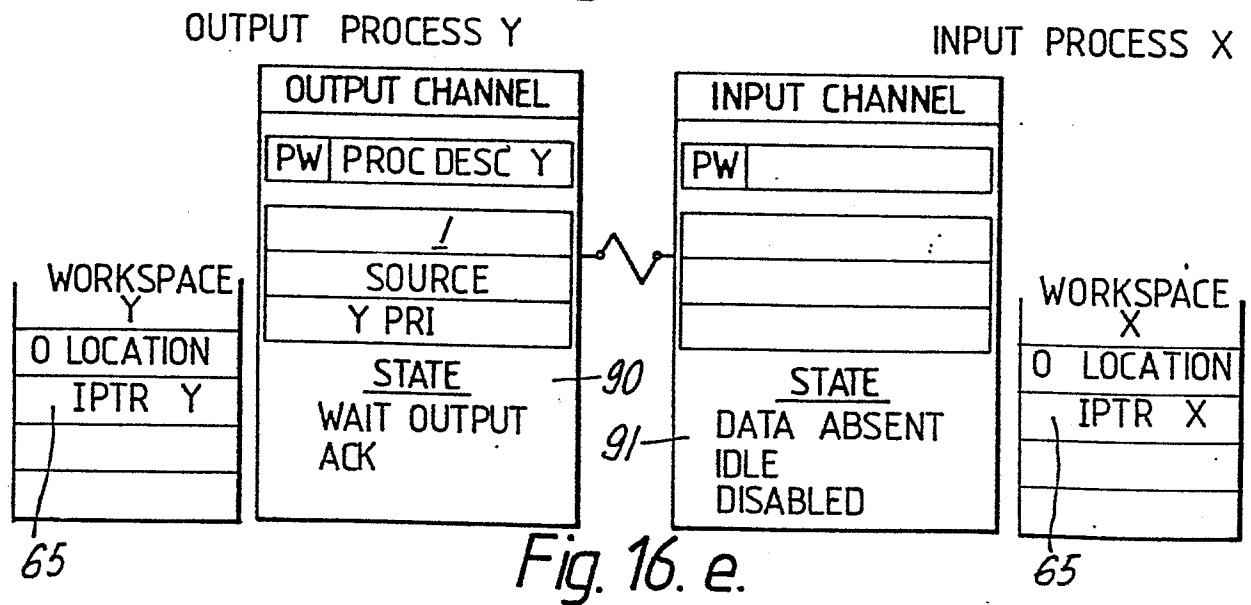 OUTPUT PROCESS Y
INPUT PROCESS X
OUTPUT CHANNEL
PW PROC DESC Y
1
SOURCE
Y PRI
STATE
WAIT OUTPUT
ACK
90
INPUT CHANNEL
PW
STATE
DATA ABSENT
IDLE
DISABLED
91
WORKSPACE
Y
0 LOCATION
IPTR Y
65
WORKSPACE
X
0 LOCATION
IPTR X
65
Fig. 16. e.